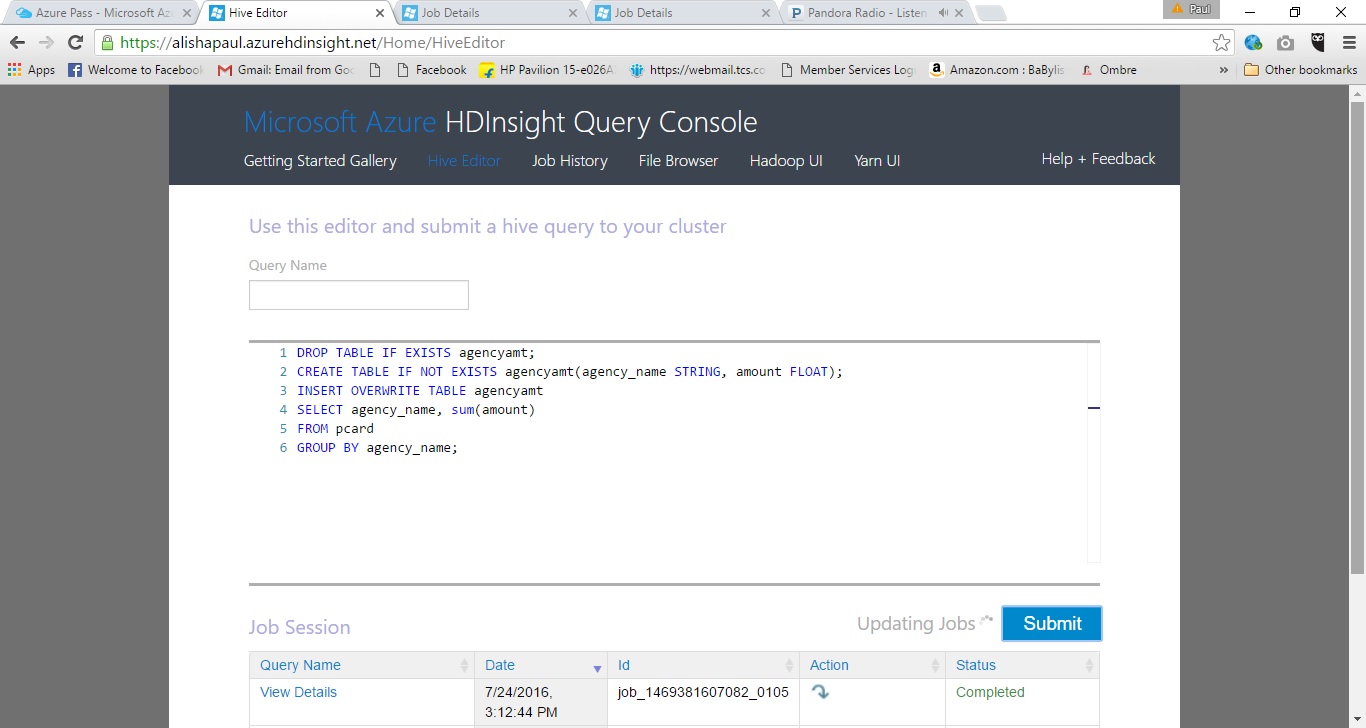 Azure Pass - Microsoft Az
Hive Editor
Job Details
Job Details
Pandora Radio - Listen
Paul
https://alishapaul.azurehdinsight.net/Home/HiveEditor
Apps
Welcome to Facebook
Gmail: Email from Goo
Facebook
HP Pavilion 15-e026A
https://webmail.tcs.co
Member Services Log
Amazon.com : BaBylis
Ombre
»
Other bookmarks
Microsoft Azure HDInsight Query Console
Getting Started Gallery
Hive Editor
Job History
File Browser
Hadoop UI
Yarn UI
Help + Feedback
Use this editor and submit a hive query to your cluster
Query Name
1 DROP TABLE IF EXISTS agencyamt;
2 CREATE TABLE IF NOT EXISTS agencyamt(agency_name STRING, amount FLOAT);
3 INSERT OVERWRITE TABLE agencyamt
4 SELECT agency_name, sum(amount)
5 FROM pcard
6 GROUP BY agency_name;
Job Session
Updating Jobs
Submit
Query Name
Date
Id
Action
Status
View Details
7/24/2016,
3:12:44 PM
job_1469381607082_0105
Completed